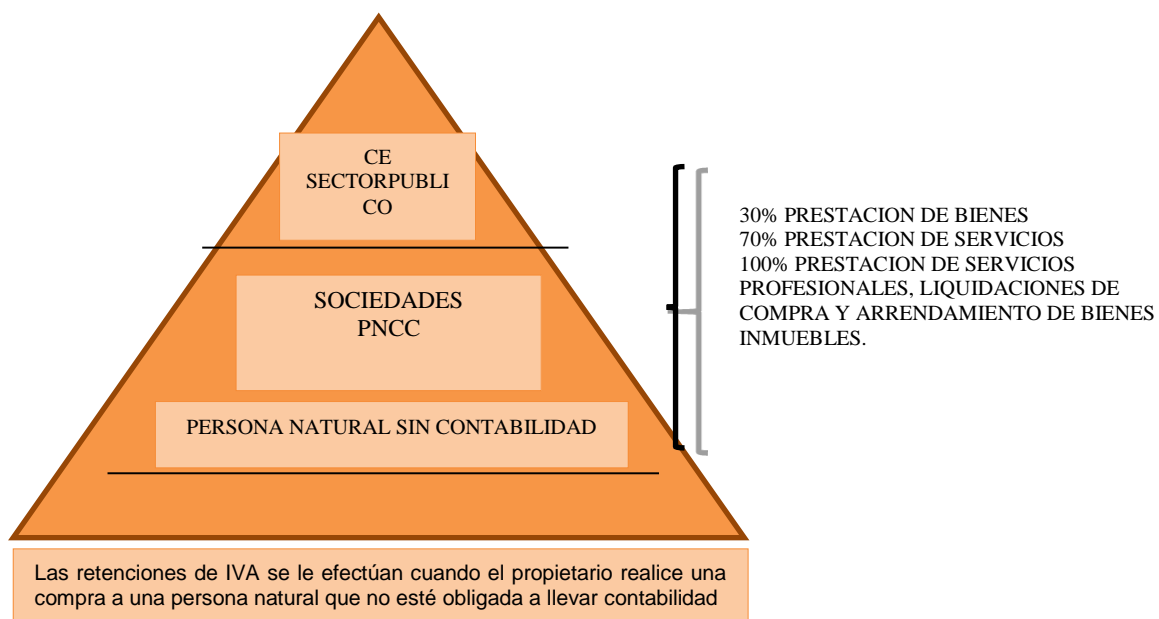 CE
SECTORPUBLI
CO
SOCIEDADES
PNCC
PERSONA NATURAL SIN CONTABILIDAD
30% PRESTACION DE BIENES
70% PRESTACION DE SERVICIOS
100% PRESTACION DE SERVICIOS
PROFESIONALES, LIQUIDACIONES DE
COMPRA Y ARRENDAMIENTO DE BIENES
INMUEBLES.
Las retenciones de IVA se le efectúan cuando el propietario realice una
compra a una persona natural que no esté obligada a llevar contabilidad